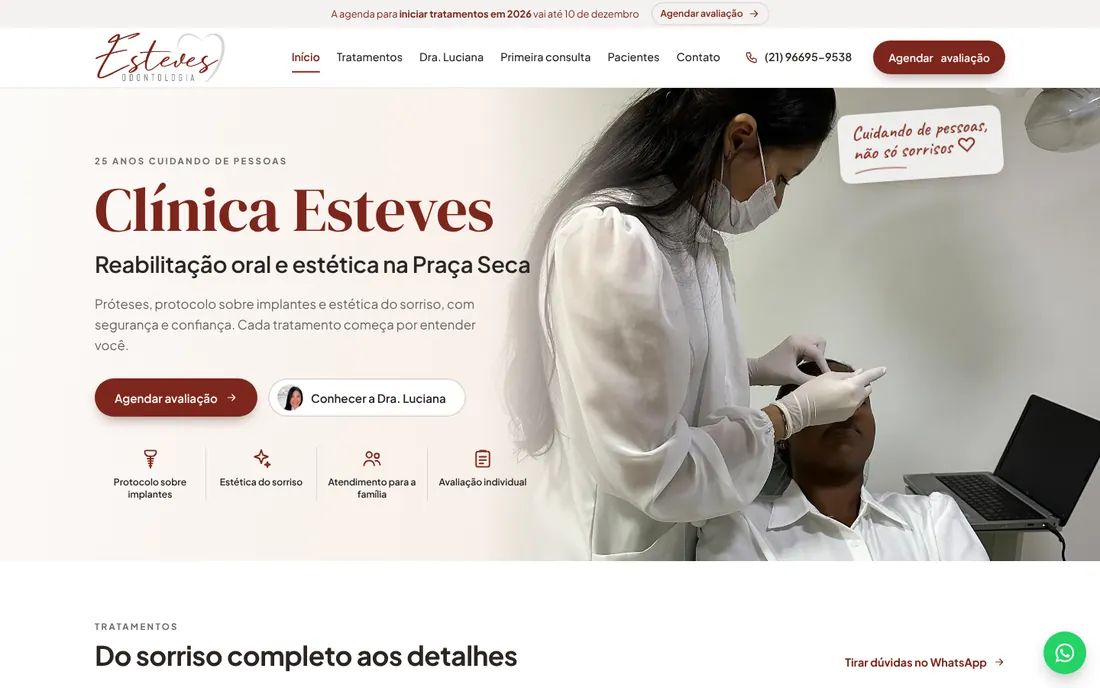 A agenda para iniciar tratamentos em 2026 vai até 10 de dezembro
Agendar avaliação
Esteves
ODONTOLOGIA
Início
Tratamentos
Dra. Luciana
Primeira consulta
Pacientes
Contato
(21) 96695-9538
Agendar avaliação
Cuidando de pessoas,
não só sorrisos
25 ANOS CUIDANDO DE PESSOAS
Clínica Esteves
Reabilitação oral e estética na Praça Seca
Próteses, protocolo sobre implantes e estética do sorriso, com
segurança e confiança. Cada tratamento começa por entender
você.
Agendar avaliação
Conhecer a Dra. Luciana
Protocolo sobre
implantes
Estética do sorriso
Atendimento para a
família
Avaliação individual
TRATAMENTOS
Do sorriso completo aos detalhes
Tirar dúvidas no WhatsApp